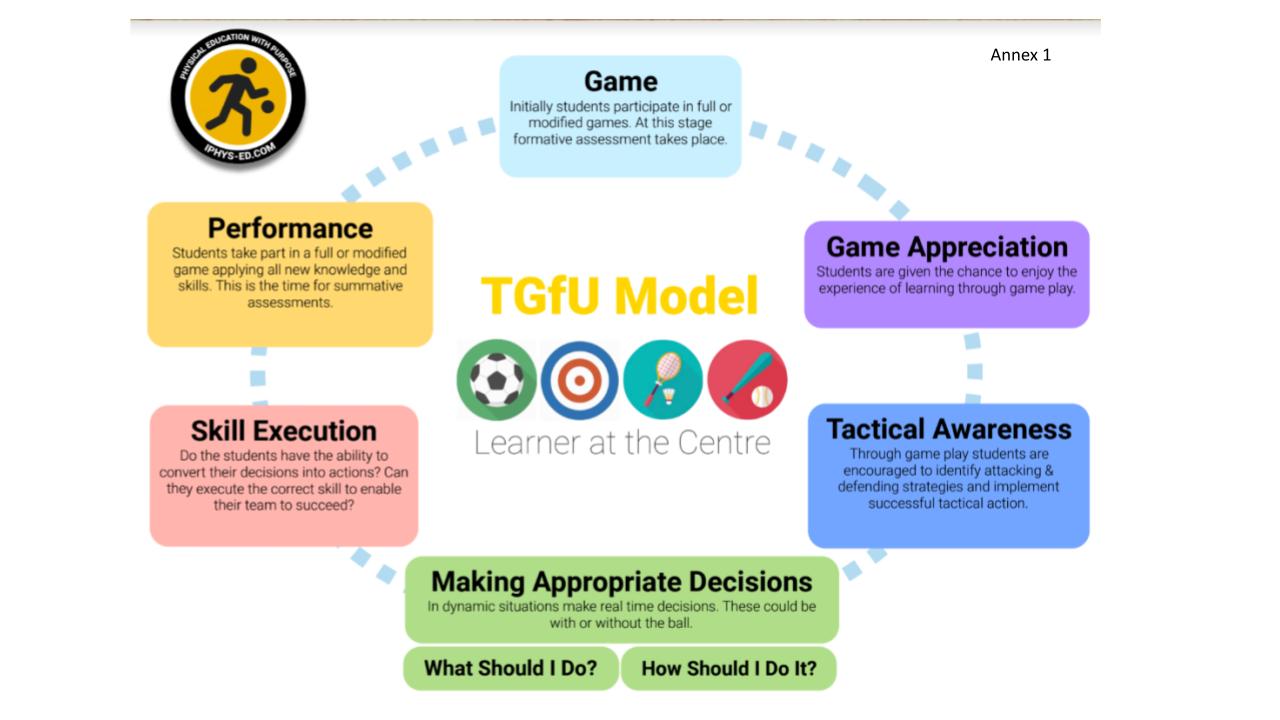 PHYSICAL EDUCATION WITH PURPOSE
IPHYS-ED.COM
Annex 1
Game
Initially students participate in full or
modified games. At this stage
formative assessment takes place.
Game Appreciation
Students are given the chance to enjoy the
experience of learning through game play.
Tactical Awareness
Through game play students are
encouraged to identify attacking &
defending strategies and implement
successful tactical action.
Making Appropriate Decisions
In dynamic situations make real time decisions. These could be
with or without the ball.
What Should I Do?
How Should I Do It?
Skill Execution
Do the students have the ability to
convert their decisions into actions? Can
they execute the correct skill to enable
their team to succeed?
Performance
Students take part in a full or modified
game applying all new knowledge and
skills. This is the time for summative
assessments.
TGfU Model
Learner at the Centre